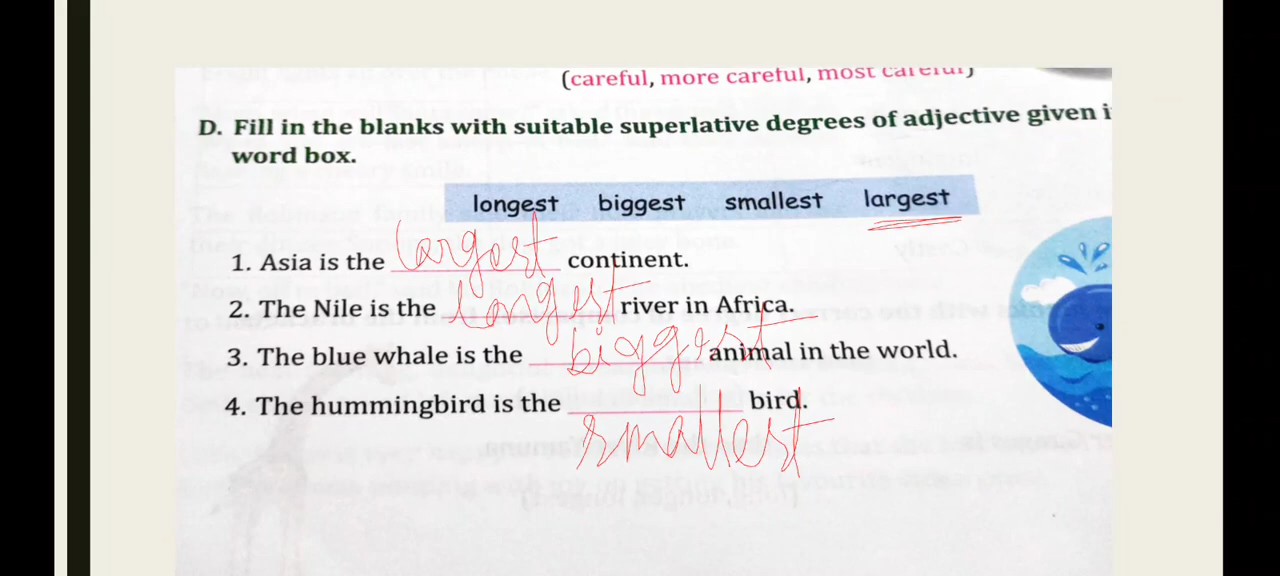 (careful, more careful, most careful)
D. Fill in the blanks with suitable superlative degrees of adjective given i
word box.
longest biggest smallest largest
1. Asia is the largest continent.
2. The Nile is the longest river in Africa.
3. The blue whale is the biggest animal in the world.
4. The hummingbird is the smallest bird.